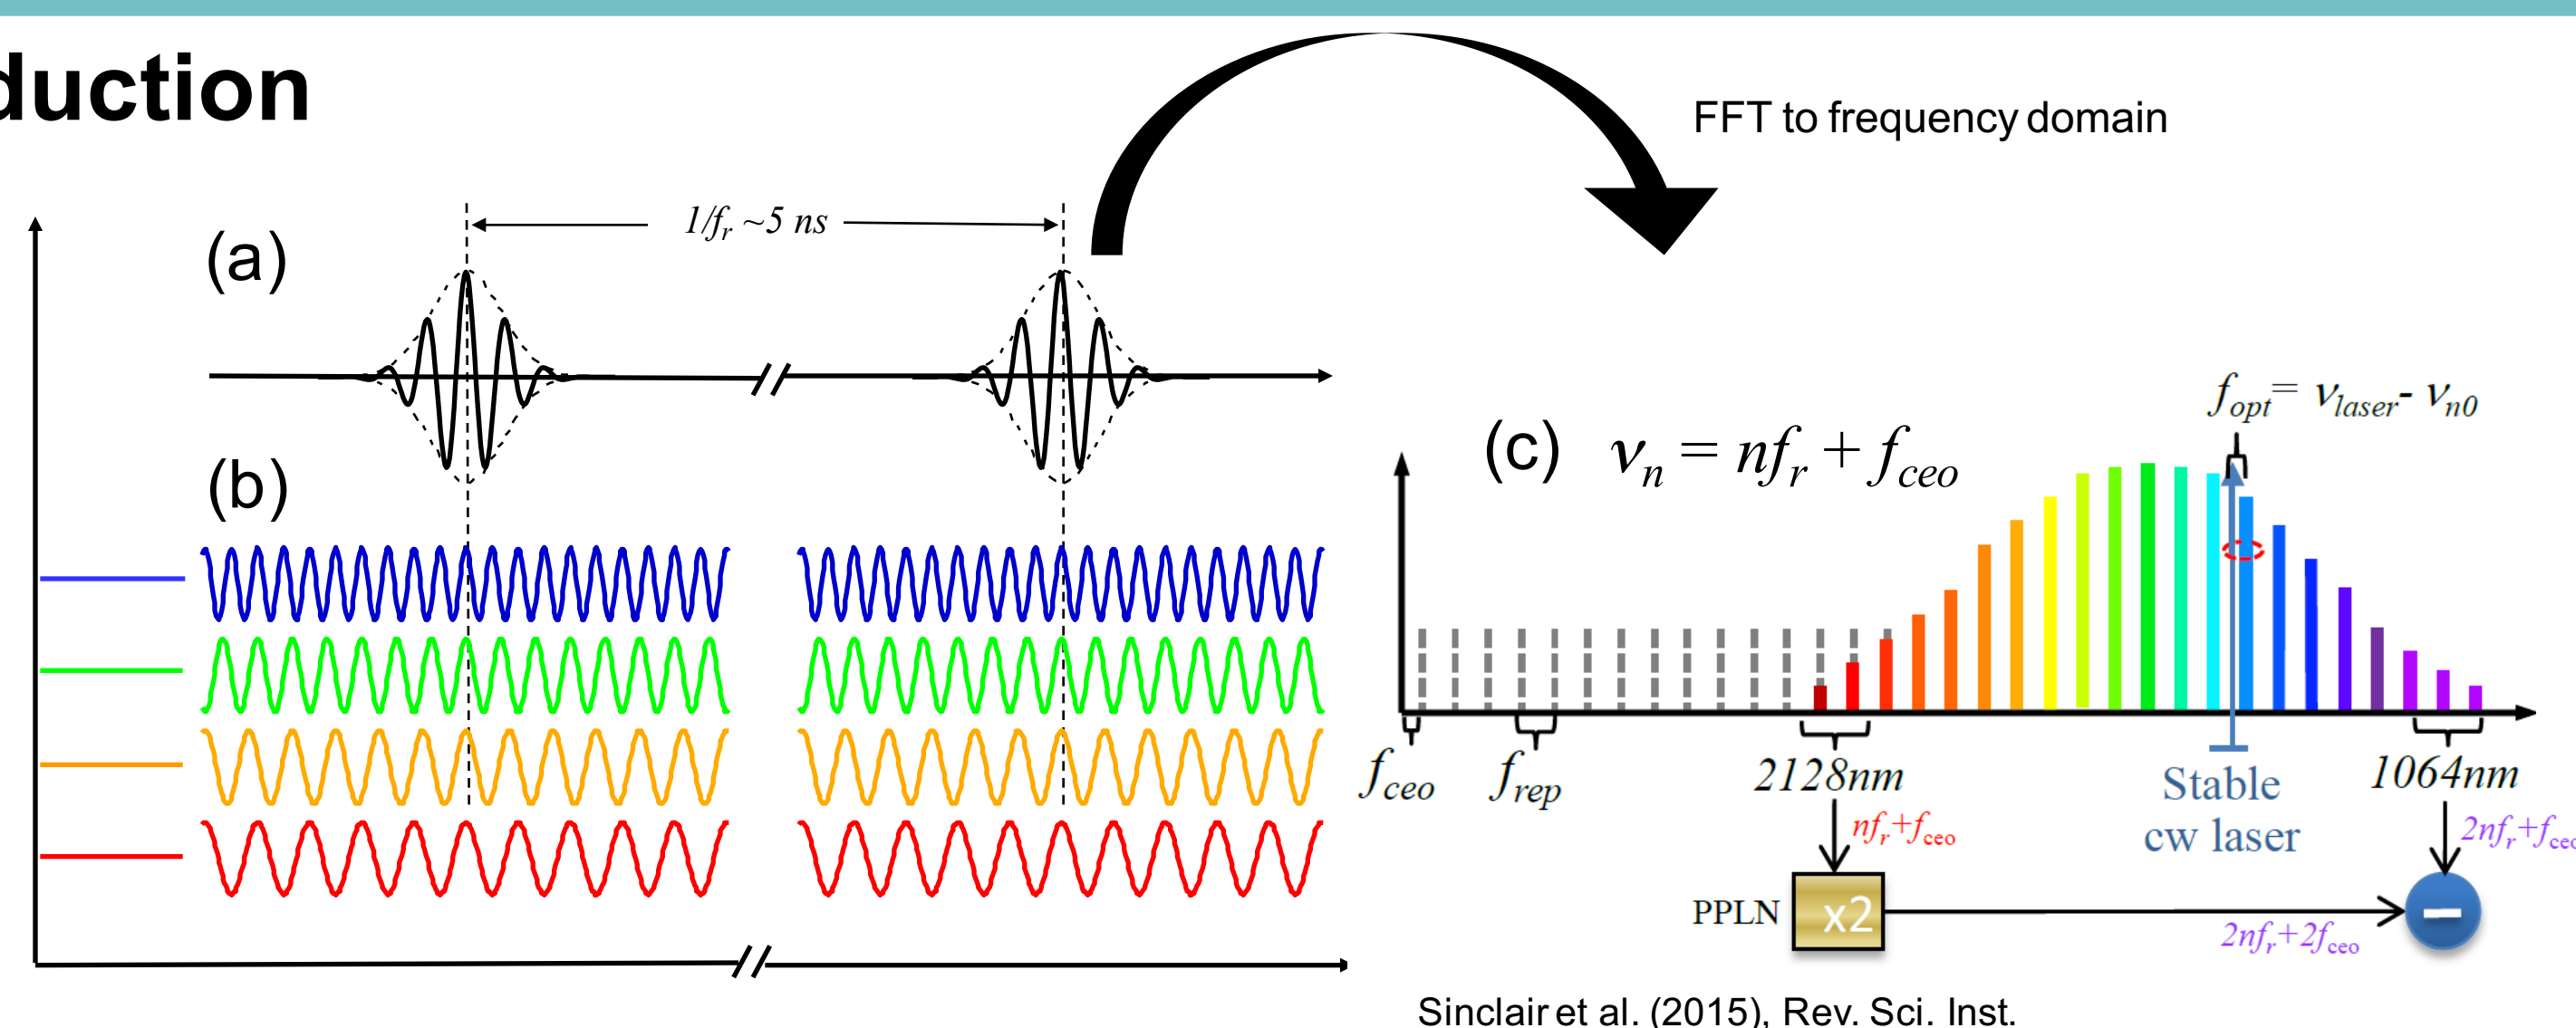 duction
FFT to frequency domain
(a)
1/fr ~5 ns
(b)
(c) νn = nfr + fceo
fopt= νlaser- νn0
fceo
frep
2128nm
Stable
cw laser
1064nm
nfr+fceo
2nfr+fceo
PPLN
x2
2nfr+2fceo
Sinclair et al. (2015), Rev. Sci. Inst.